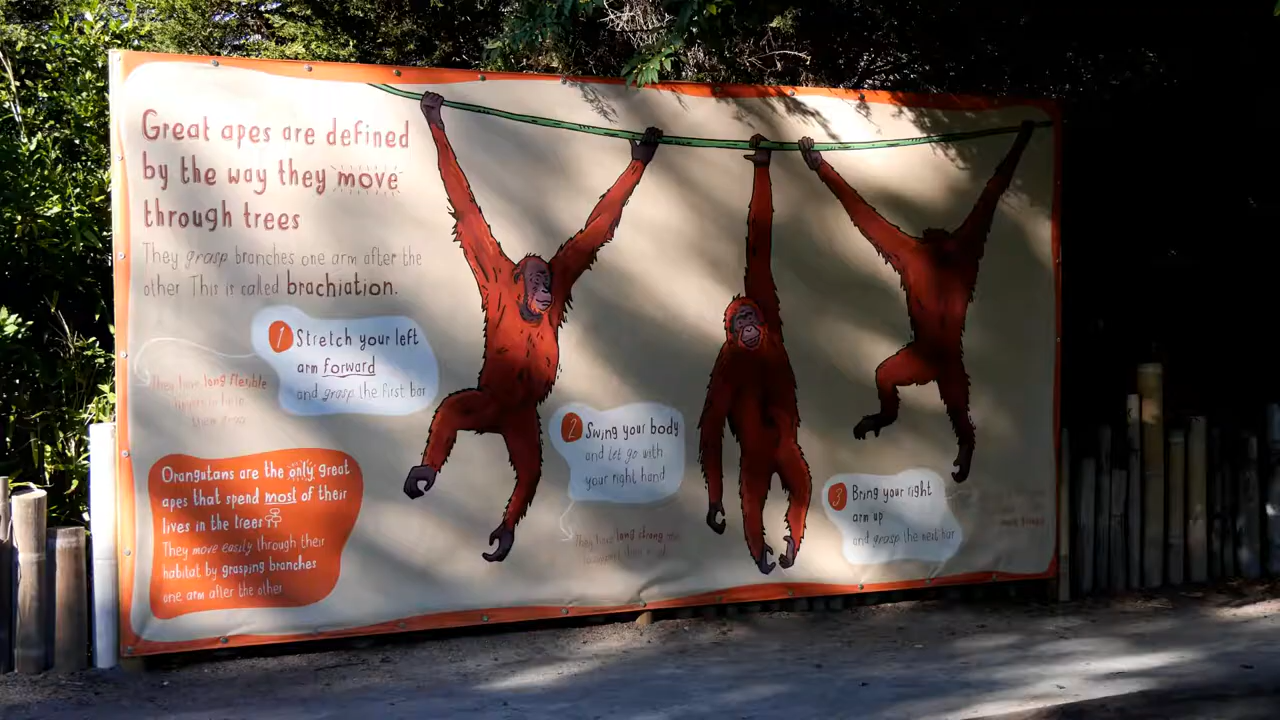 Great apes are defined
by the way they move
through trees
They grasp branches one arm after the
other This is called brachiation.
1 Stretch your left
arm forward
and grasp the first bar
They have long flexible
Orangutans are the only great
apes that spend most of their
lives in the trees
They move easily through their
habitat by grasping branches
one arm after the other
2 Swing your body
and let go with
your right hand
They have long strong
3 Bring your right
arm up
and grasp the next bar